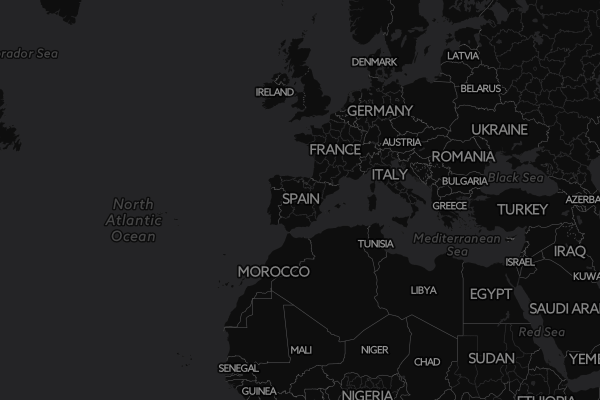 brador Sea
DENMARK
LATVIA
IRELAND
BELARUS
GERMANY
UKRAINE
FRANCE
AUSTRIA
ROMANIA
ITALY
BULGARIA
Black Sea
SPAIN
GREECE
TURKEY
AZERBA
North
Atlantic
Ocean
TUNISIA
Mediterranean
Sea
ISRAEL
IRAQ
MOROCCO
KUWA
LIBYA
EGYPT
SAUDI ARA
Red Sea
MALI
NIGER
CHAD
SUDAN
YEME
SENEGAL
GUINEA
NIGERIA
ETHIOPIA